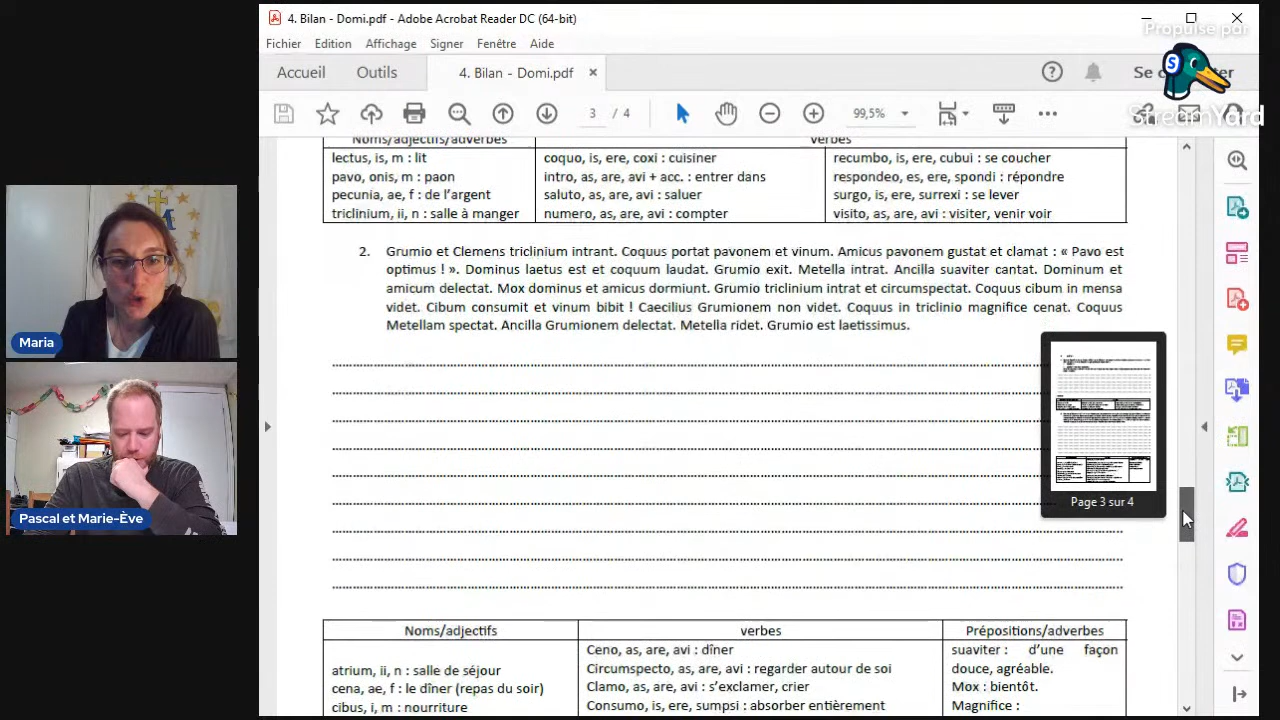 4. Bilan - Domi.pdf - Adobe Acrobat Reader DC (64-bit)
Propulsé par
Fichier Edition Affichage Signer Fenêtre Aide
Accueil Outils 4. Bilan - Domi.pdf
StreamYard
3 / 4 99,5%
Noms/adjectifs/adverbes verbes
lectus, is, m : lit coquo, is, ere, coxi : cuisiner recumbo, is, ere, cubui : se coucher
pavo, onis, m : paon intro, as, are, avi + acc. : entrer dans respondeo, es, ere, spondi : répondre
pecunia, ae, f : de l'argent saluto, as, are, avi : saluer surgo, is, ere, surrexi : se lever
triclinium, ii, n : salle à manger numero, as, are, avi : compter visito, as, are, avi : visiter, venir voir
2. Grumio et Clemens triclinium intrant. Coquus portat pavonem et vinum. Amicus pavonem gustat et clamat : « Pavo est
optimus ! ». Dominus laetus est et coquum laudat. Grumio exit. Metella intrat. Ancilla suaviter cantat. Dominum et
amicum delectat. Mox dominus et amicus dormiunt. Grumio triclinium intrat et circumspectat. Coquus cibum in mensa
videt. Cibum consumit et vinum bibit ! Caecilius Grumionem non videt. Coquus in triclinio magnifice cenat. Coquus
Metellam spectat. Ancilla Grumionem delectat. Metella ridet. Grumio est laetissimus.
Maria
Page 3 sur 4
Pascal et Marie-Ève
Noms/adjectifs verbes Prépositions/adverbes
Ceno, as, are, avi : dîner suaviter : d'une façon
atrium, ii, n : salle de séjour Circumspecto, as, are, avi : regarder autour de soi douce, agréable.
cena, ae, f : le dîner (repas du soir) Clamo, as, are, avi : s'exclamer, crier Mox : bientôt.
cibus, i, m : nourriture Consumo, is, ere, sumpsi : absorber entièrement Magnifice :